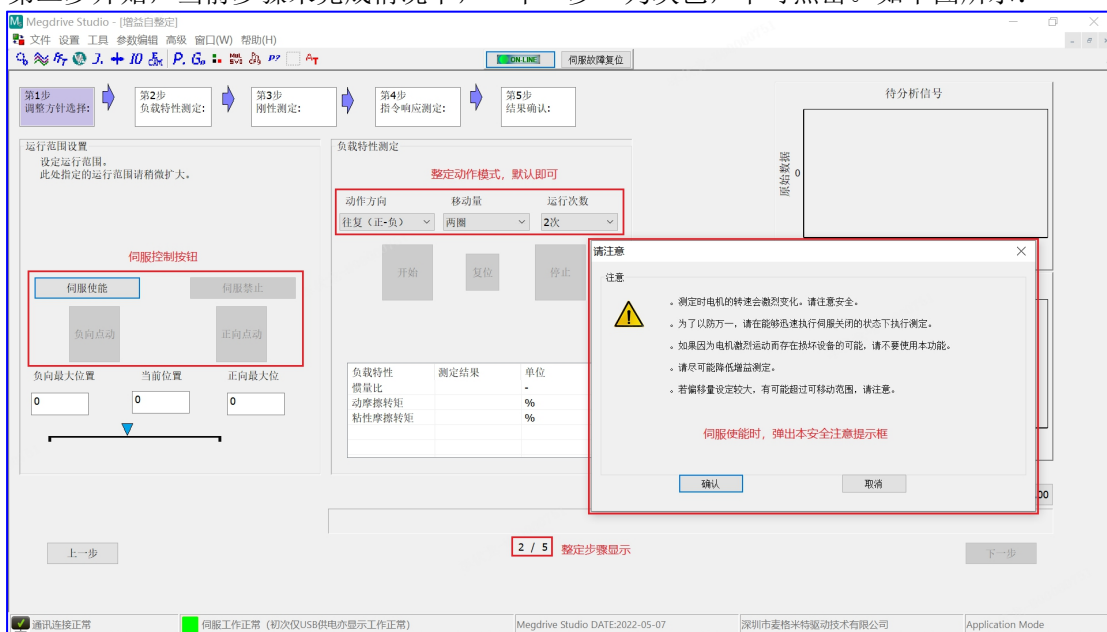 Megdrive Studio - [增益自整定]
文件 设置 工具 参数编辑 高级 窗口(W) 帮助(H)
ON-LINE 伺服故障复位
第1步 调整方针选择:
第2步 负载特性测定:
第3步 刚性测定:
第4步 指令响应测定:
第5步 结果确认:
待分析信号
运行范围设置
设定运行范围。
此处指定的运行范围请稍微扩大。
负载特性测定
整定动作模式,默认即可
动作方向 移动量 运行次数
往复(正-负) 两圈 2次
原始数据
0
伺服控制按钮
伺服使能 伺服禁止
负向点动 正向点动
开始 复位 停止
请注意
注意
。测定时电机的转速会激烈变化。请注意安全。
。为了以防万一,请在能够迅速执行伺服关闭的状态下执行测定。
。如果因为电机激烈运动而存在损坏设备的可能,请不要使用本功能。
。请尽可能降低增益测定。
。若偏移量设定较大,有可能超过可移动范围,请注意。
伺服使能时,弹出本安全注意提示框
确认 取消
负向最大位置 当前位置 正向最大位
0 0 0
负载特性 测定结果 单位
惯量比 -
动摩擦转矩 %
粘性摩擦转矩 %
00
上一步
2 / 5 整定步骤显示
下一步
通讯连接正常 伺服工作正常 (初次仅USB供电亦显示工作正常) Megdrive Studio DATE:2022-05-07 深圳市麦格米特驱动技术有限公司 Application Mode